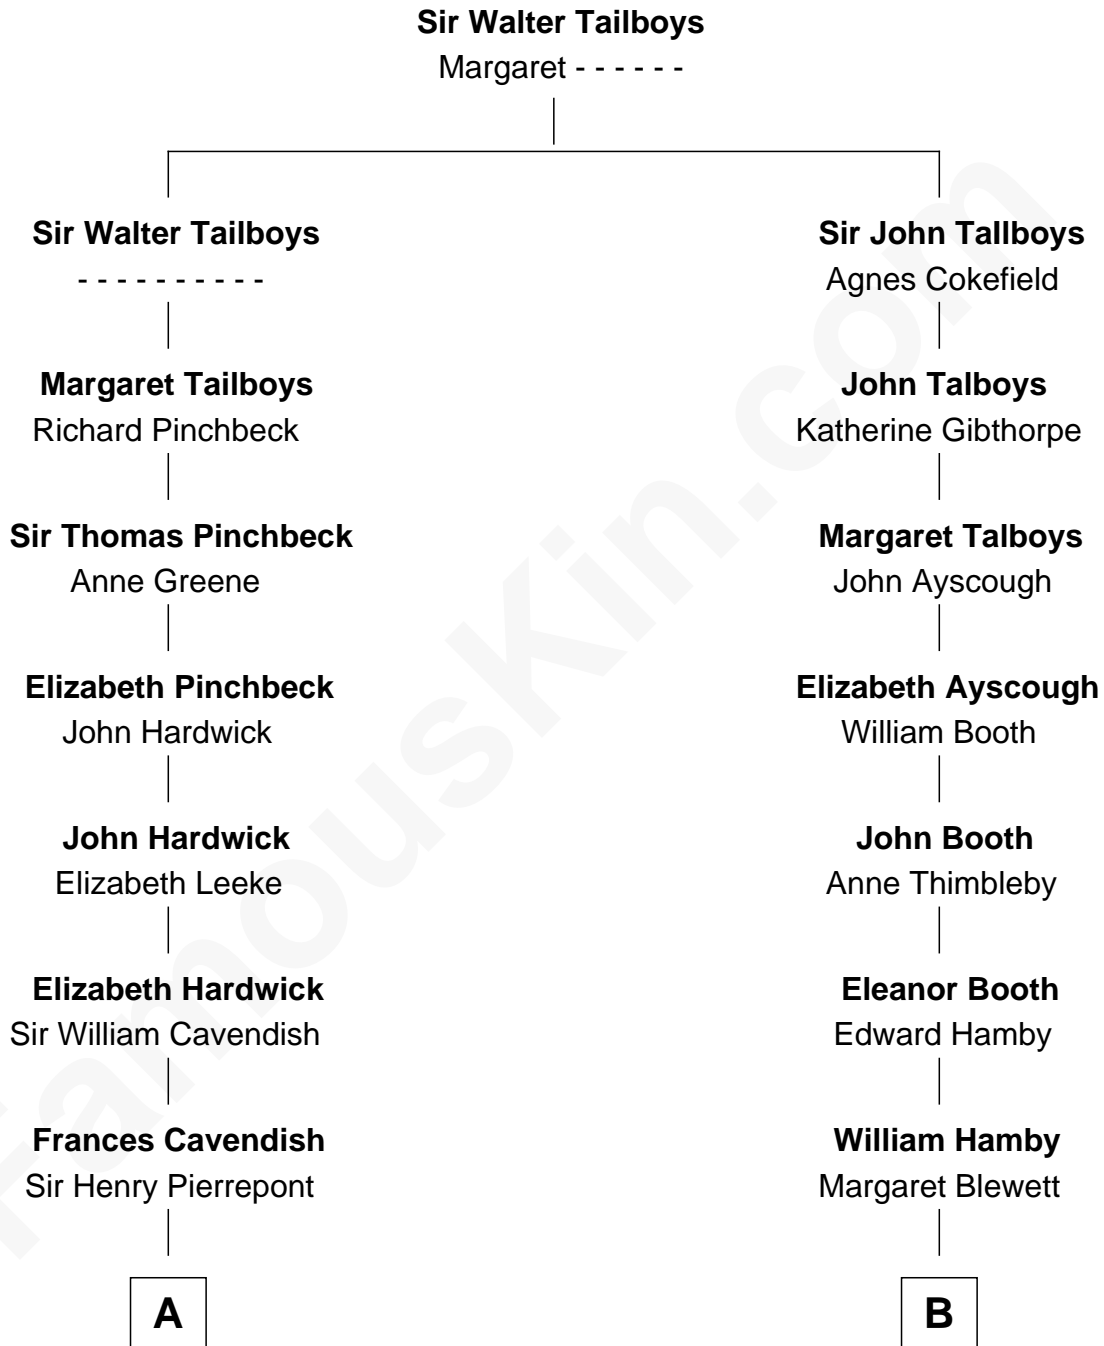 Sir Walter Tailboys
Margaret - - - - - -
Sir Walter Tailboys
- - - - - - - - - -
Margaret Tailboys
Richard Pinchbeck
Sir Thomas Pinchbeck
Anne Greene
Elizabeth Pinchbeck
John Hardwick
John Hardwick
Elizabeth Leeke
Elizabeth Hardwick
Sir William Cavendish
Frances Cavendish
Sir Henry Pierrepont
A
Sir John Tallboys
Agnes Cokefield
John Talboys
Katherine Gibthorpe
Margaret Talboys
John Ayscough
Elizabeth Ayscough
William Booth
John Booth
Anne Thimbleby
Eleanor Booth
Edward Hamby
William Hamby
Margaret Blewett
B
FamousKin.com